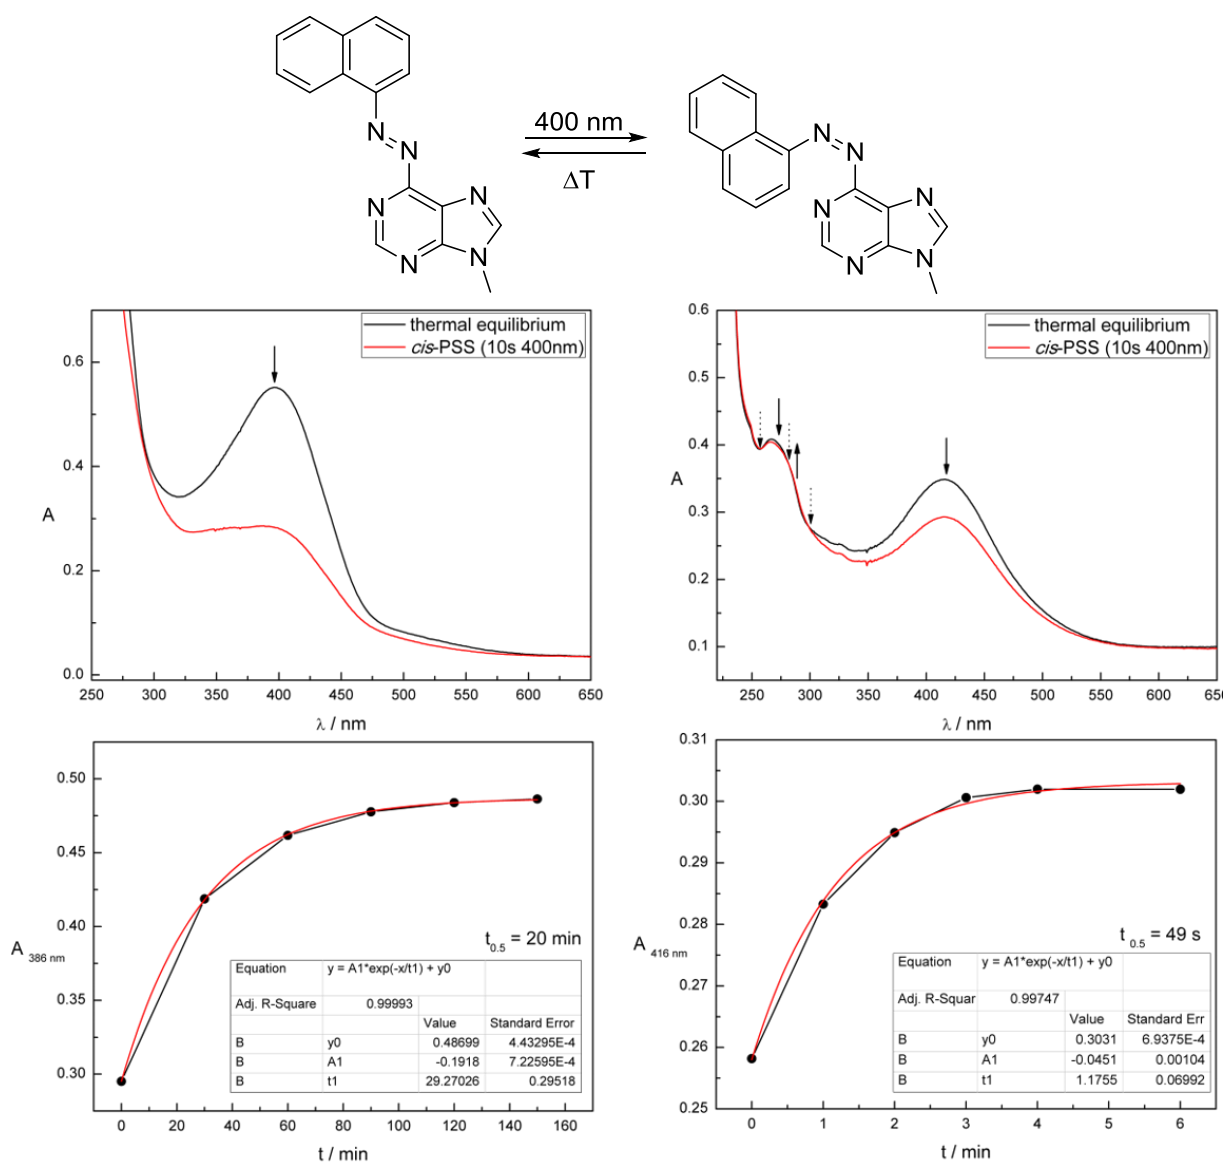 400 nm
ΔT
N
N
N
N
N
N
N
N
N
N
N
N
thermal equilibrium
cis-PSS (10s 400nm)
0.6
0.4
0.2
0.0
A
250 300 350 400 450 500 550 600 650
λ / nm
thermal equilibrium
cis-PSS (10s 400nm)
0.6
0.5
0.4
0.3
0.2
0.1
A
250 300 350 400 450 500 550 600 650
λ / nm
0.50
0.45
0.40
0.35
0.30
A 386 nm
t0.5 = 20 min
Equation y = A1*exp(-x/t1) + y0
Adj. R-Square 0.99993
Value Standard Error
B y0 0.48699 4.43295E-4
B A1 -0.1918 7.22595E-4
B t1 29.27026 0.29518
0 20 40 60 80 100 120 140 160
t / min
0.31
0.30
0.29
0.28
0.27
0.26
0.25
A 416 nm
t 0.5 = 49 s
Equation y = A1*exp(-x/t1) + y0
Adj. R-Squar 0.99747
Value Standard Err
B y0 0.3031 6.9375E-4
B A1 -0.0451 0.00104
B t1 1.1755 0.06992
0 1 2 3 4 5 6
t / min